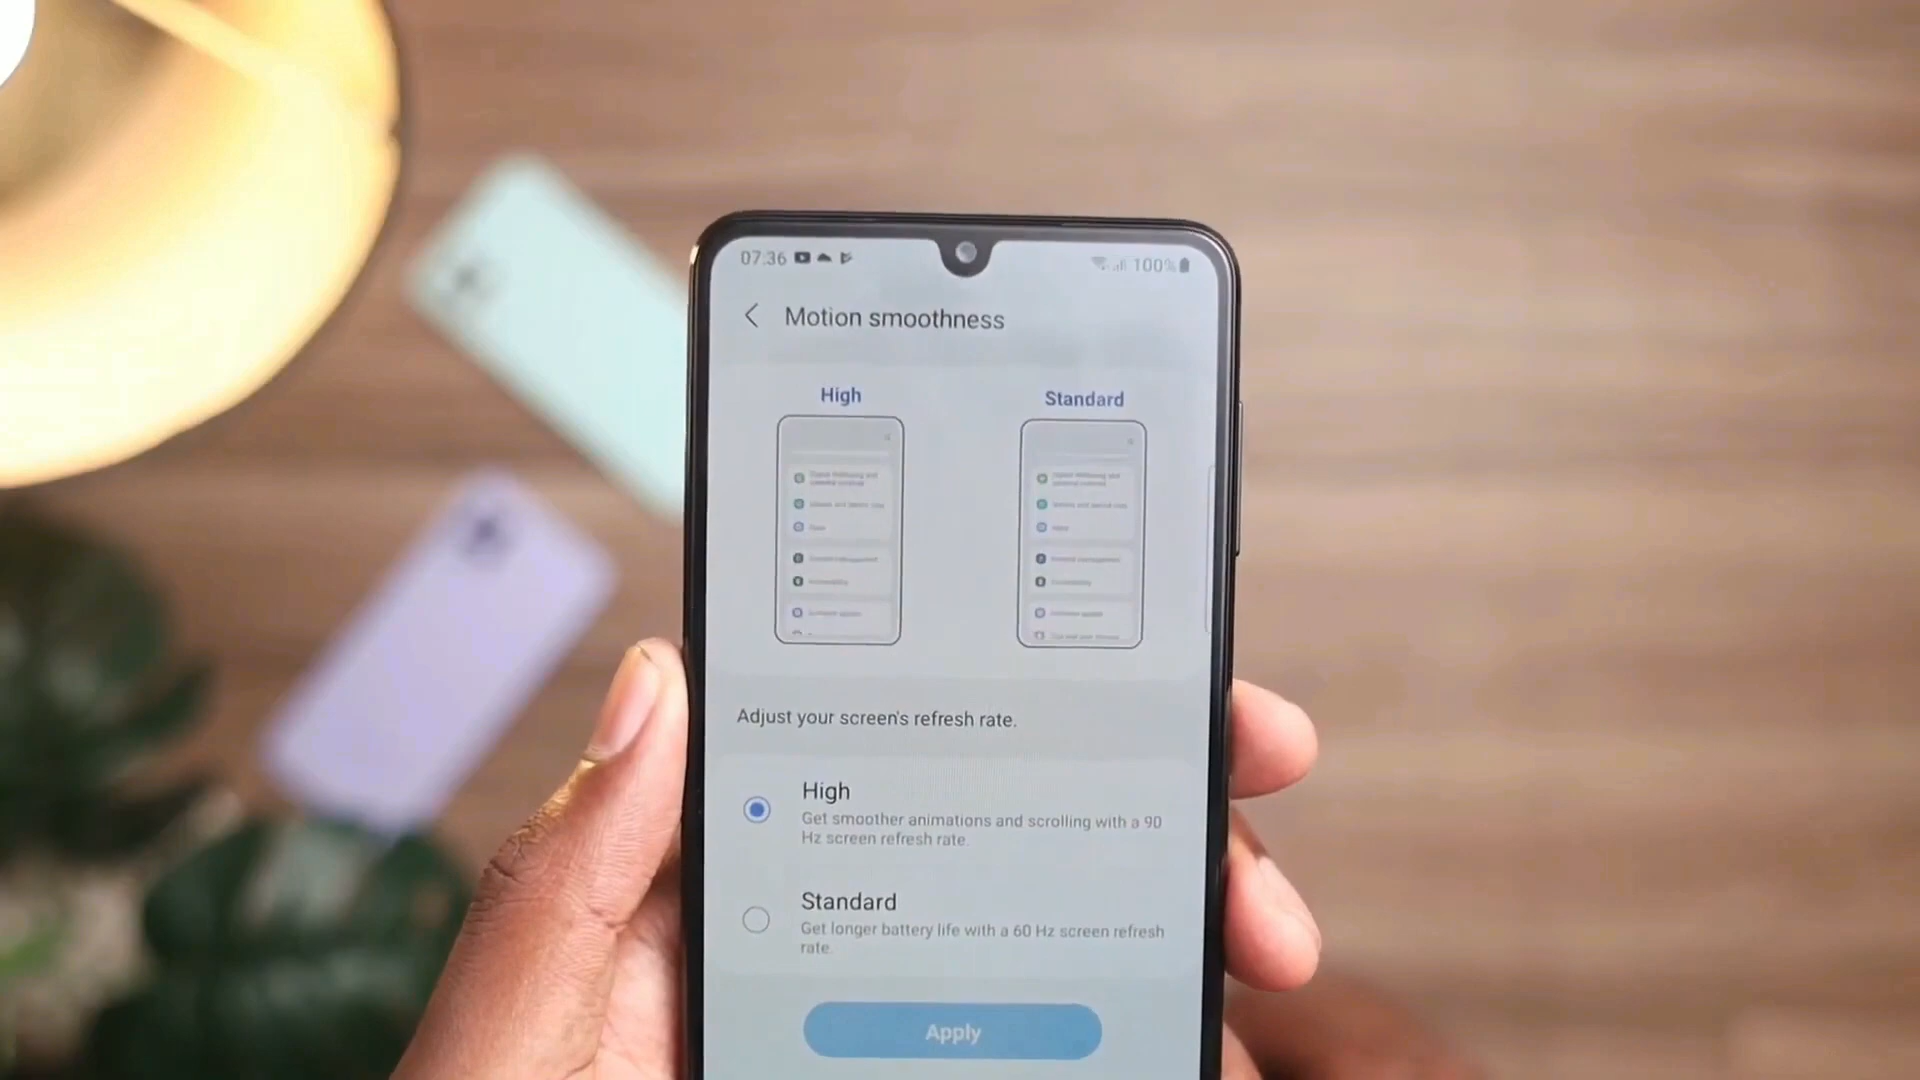 07:36
100%
Motion smoothness
High
Standard
Adjust your screen's refresh rate.
High
Get smoother animations and scrolling with a 90
Hz screen refresh rate.
Standard
Get longer battery life with a 60 Hz screen refresh
rate.
Apply